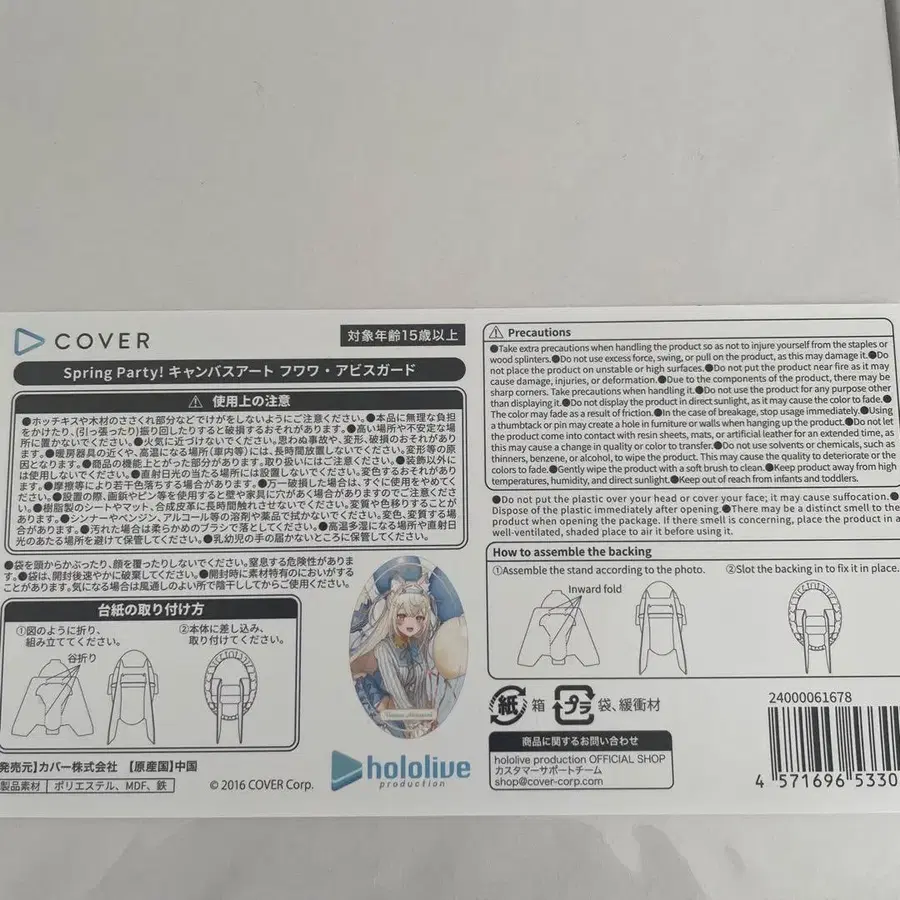 COVER
対象年齢15歳以上
Spring Party! キャンバスアート フワワ・アビスガード
使用上の注意
●ホッチキスや木材のささくれ部分などでけがをしないようにご注意ください。●本品に無理な負担
をかけたり、(引っ張ったり)振り回したりすると破損するおそれがあります。●高い場所や不安定な場
所に置かないでください。●火気に近づけないでください。思わぬ事故や、変形、破損のおそれがあり
ます。●暖房器具の近くや、高温になる場所(車内等)には、長時間放置しないでください。変形等の原
因となります。●商品の機能上とがった部分があります。取り扱いにはご注意ください。●装飾以外に
使用しないでください。●直射日光の当たる場所には設置しないでください。変色するおそれがあり
ます。●摩擦等により若干色落ちする場合があります。●万一破損した場合は、すぐに使用をやめてく
ださい。●設置の際、画鋲やピン等を使用すると壁や家具に穴があく場合がありますのでご注意くだ
さい。●樹脂製のシートやマット、合成皮革に長時間接触させないでください。変質や色移りすることが
あります。●シンナーやベンジン、アルコール等の溶剤や薬品で拭かないでください。変色、変質する場
合があります。●汚れた場合は柔らかめのブラシで落としてください。●高温多湿になる場所や直射日
光のあたる場所を避けて保管してください。●乳幼児の手の届かないところに保管してください。
●袋を頭からかぶったり、顔を覆ったりしないでください。窒息する危険性がありま
す。●袋は、開封後速やかに破棄してください。●開封時に素材特有のにおいがする
ことがあります。気になる場合は風通しのよい所で陰干ししてからご使用ください。
台紙の取り付け方
①図のように折り、
組み立ててください。
②本体に差し込み、
取り付けてください。
谷折り
発売元】カバー株式会社 【原産国】中国
製品素材 ポリエステル、MDF、鉄
© 2016 COVER Corp.
hololive
production
Precautions
●Take extra precautions when handling the product so as not to injure yourself from the staples or
wood splinters.●Do not use excess force, swing, or pull on the product, as this may damage it.●Do
not place the product on unstable or high surfaces.●Do not put the product near fire as it may
cause damage, injuries, or deformation.●Due to the components of the product, there may be
sharp corners. Take precautions when handling it.●Do not use the product for any purpose other
than displaying it.●Do not display the product in direct sunlight, as it may cause the color to fade.●
The color may fade as a result of friction.●In the case of breakage, stop usage immediately.●Using
a thumbtack or pin may create a hole in furniture or walls when hanging up the product.●Do not let
the product come into contact with resin sheets, mats, or artificial leather for an extended time, as
this may cause a change in quality or color to transfer.●Do not use solvents or chemicals, such as
thinners, benzene, or alcohol, to wipe the product. This may cause the quality to deteriorate or the
colors to fade.●Gently wipe the product with a soft brush to clean.●Keep product away from high
temperatures, humidity, and direct sunlight.●Keep out of reach from infants and toddlers.
●Do not put the plastic over your head or cover your face; it may cause suffocation.●
Dispose of the plastic immediately after opening.●There may be a distinct smell to the
product when opening the package. If there smell is concerning, place the product in a
well-ventilated, shaded place to air it before using it.
How to assemble the backing
①Assemble the stand according to the photo.
②Slot the backing in to fix it in place.
Inward fold
紙 箱 プラ 袋、緩衝材
24000061678
商品に関するお問い合わせ
hololive production OFFICIAL SHOP
カスタマーサポートチーム
shop@cover-corp.com
4 571696 5330